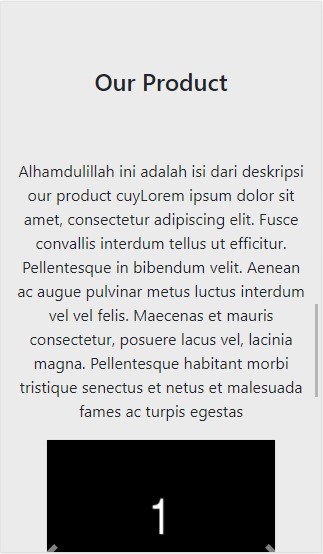 Our Product
Alhamdulillah ini adalah isi dari deskripsi
our product cuyLorem ipsum dolor sit
amet, consectetur adipiscing elit. Fusce
convallis interdum tellus ut efficitur.
Pellentesque in bibendum velit. Aenean
ac augue pulvinar metus luctus interdum
vel vel felis. Maecenas et mauris
consectetur, posuere lacus vel, lacinia
magna. Pellentesque habitant morbi
tristique senectus et netus et malesuada
fames ac turpis egestas
1